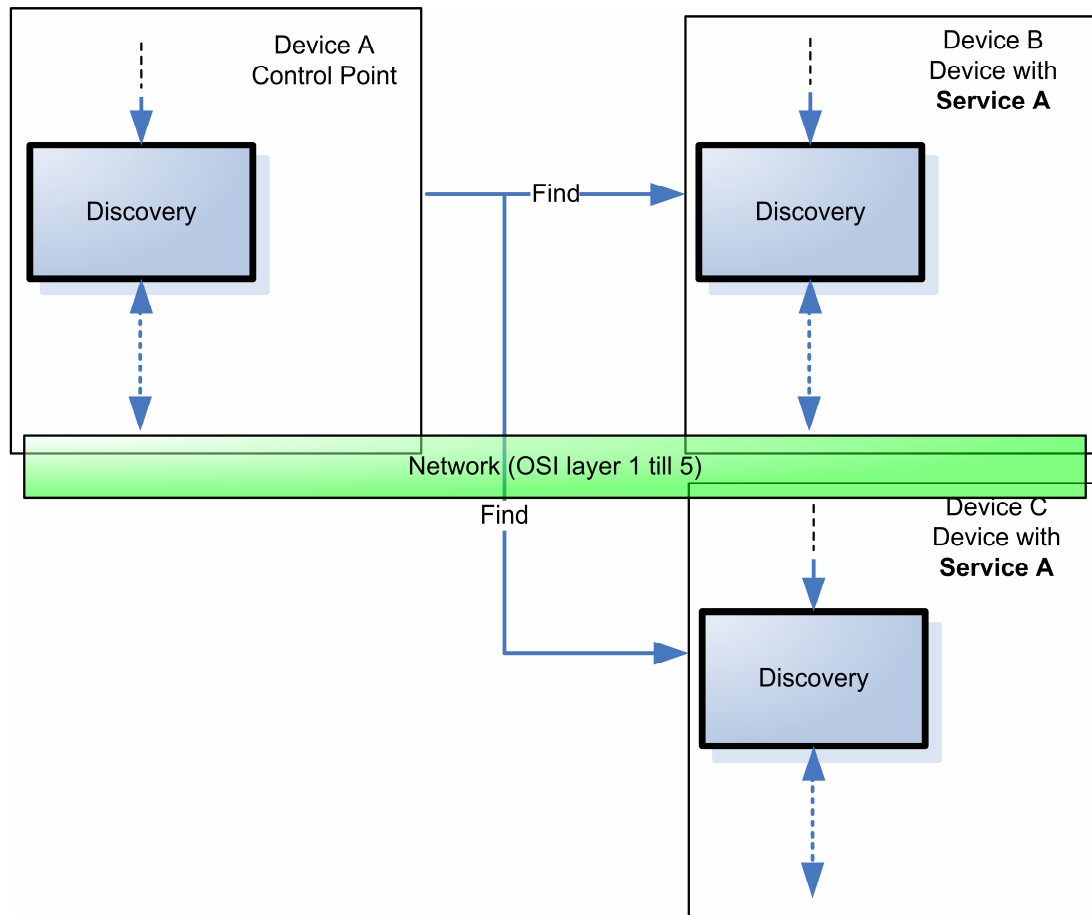 Device A
Control Point
Discovery
Find
Device B
Device with
Service A
Discovery
Network (OSI layer 1 till 5)
Find
Device C
Device with
Service A
Discovery